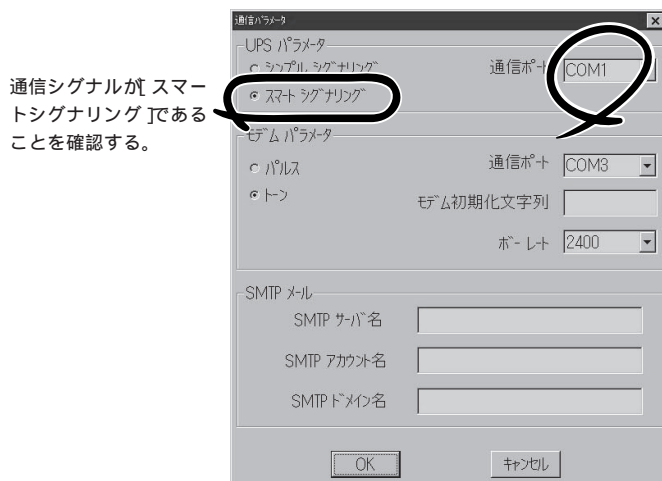 通信パラメータ
UPS パラメータ
シンプル シグナリング
通信ポート
COM1
スマート シグナリング
通信シグナルが[ スマー
トシグナリング ]である
ことを確認する。
モデム パラメータ
パルス
通信ポート
COM3
トーン
モデム初期化文字列
ボーレート
2400
SMTP メール
SMTP サーバ名
SMTP アカウント名
SMTP ドメイン名
OK
キャンセル